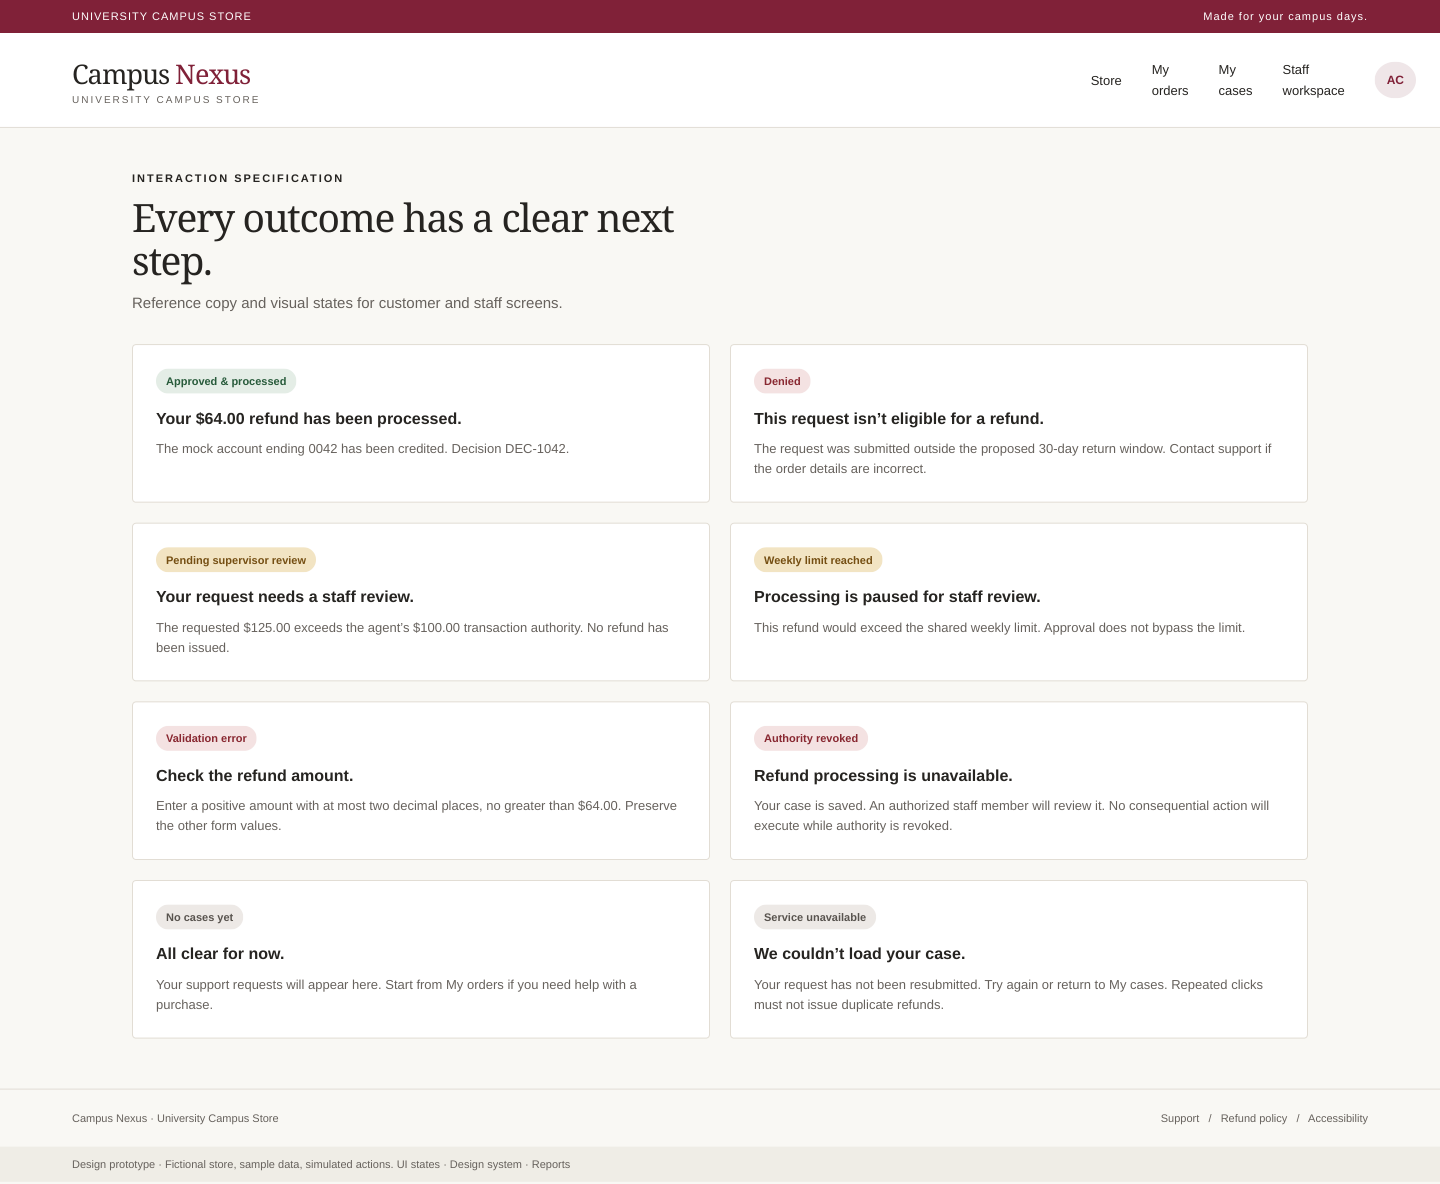 UNIVERSITY CAMPUS STORE
Made for your campus days.
Campus Nexus
UNIVERSITY CAMPUS STORE
Store
My orders
My cases
Staff workspace
AC
INTERACTION SPECIFICATION
Every outcome has a clear next
step.
Reference copy and visual states for customer and staff screens.
Approved & processed
Your $64.00 refund has been processed.
The mock account ending 0042 has been credited. Decision DEC-1042.
Denied
This request isn’t eligible for a refund.
The request was submitted outside the proposed 30-day return window. Contact support if
the order details are incorrect.
Pending supervisor review
Your request needs a staff review.
The requested $125.00 exceeds the agent’s $100.00 transaction authority. No refund has
been issued.
Weekly limit reached
Processing is paused for staff review.
This refund would exceed the shared weekly limit. Approval does not bypass the limit.
Validation error
Check the refund amount.
Enter a positive amount with at most two decimal places, no greater than $64.00. Preserve
the other form values.
Authority revoked
Refund processing is unavailable.
Your case is saved. An authorized staff member will review it. No consequential action will
execute while authority is revoked.
No cases yet
All clear for now.
Your support requests will appear here. Start from My orders if you need help with a
purchase.
Service unavailable
We couldn’t load your case.
Your request has not been resubmitted. Try again or return to My cases. Repeated clicks
must not issue duplicate refunds.
Campus Nexus · University Campus Store
Support / Refund policy / Accessibility
Design prototype · Fictional store, sample data, simulated actions. UI states · Design system · Reports